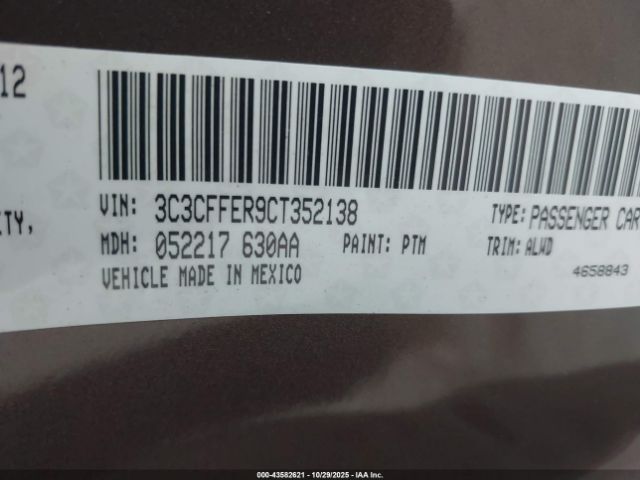 12
VIN: 3C3CFFER9CT352138
TYPE: PASSENGER CAR
ITY,
MDH: 052217 630AA
PAINT: PTM
TRIM: ALWD
VEHICLE MADE IN MEXICO
4658843
000-43582621 - 10/29/2025 - IAA Inc.